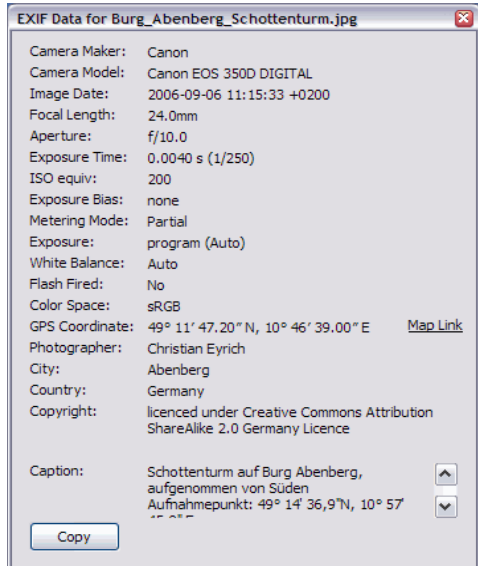 EXIF Data for Burg_Abenberg_Schottenturm.jpg
Camera Maker: Canon
Camera Model: Canon EOS 350D DIGITAL
Image Date: 2006-09-06 11:15:33 +0200
Focal Length: 24.0mm
Aperture: f/10.0
Exposure Time: 0.0040 s (1/250)
ISO equiv: 200
Exposure Bias: none
Metering Mode: Partial
Exposure: program (Auto)
White Balance: Auto
Flash Fired: No
Color Space: sRGB
GPS Coordinate: 49° 11' 47.20" N, 10° 46' 39.00" E Map Link
Photographer: Christian Eyrich
City: Abenberg
Country: Germany
Copyright: licenced under Creative Commons Attribution
ShareAlike 2.0 Germany Licence
Caption: Schottenturm auf Burg Abenberg,
aufgenommen von Süden
Aufnahmepunkt: 49° 14' 36,9"N, 10° 57'
Copy